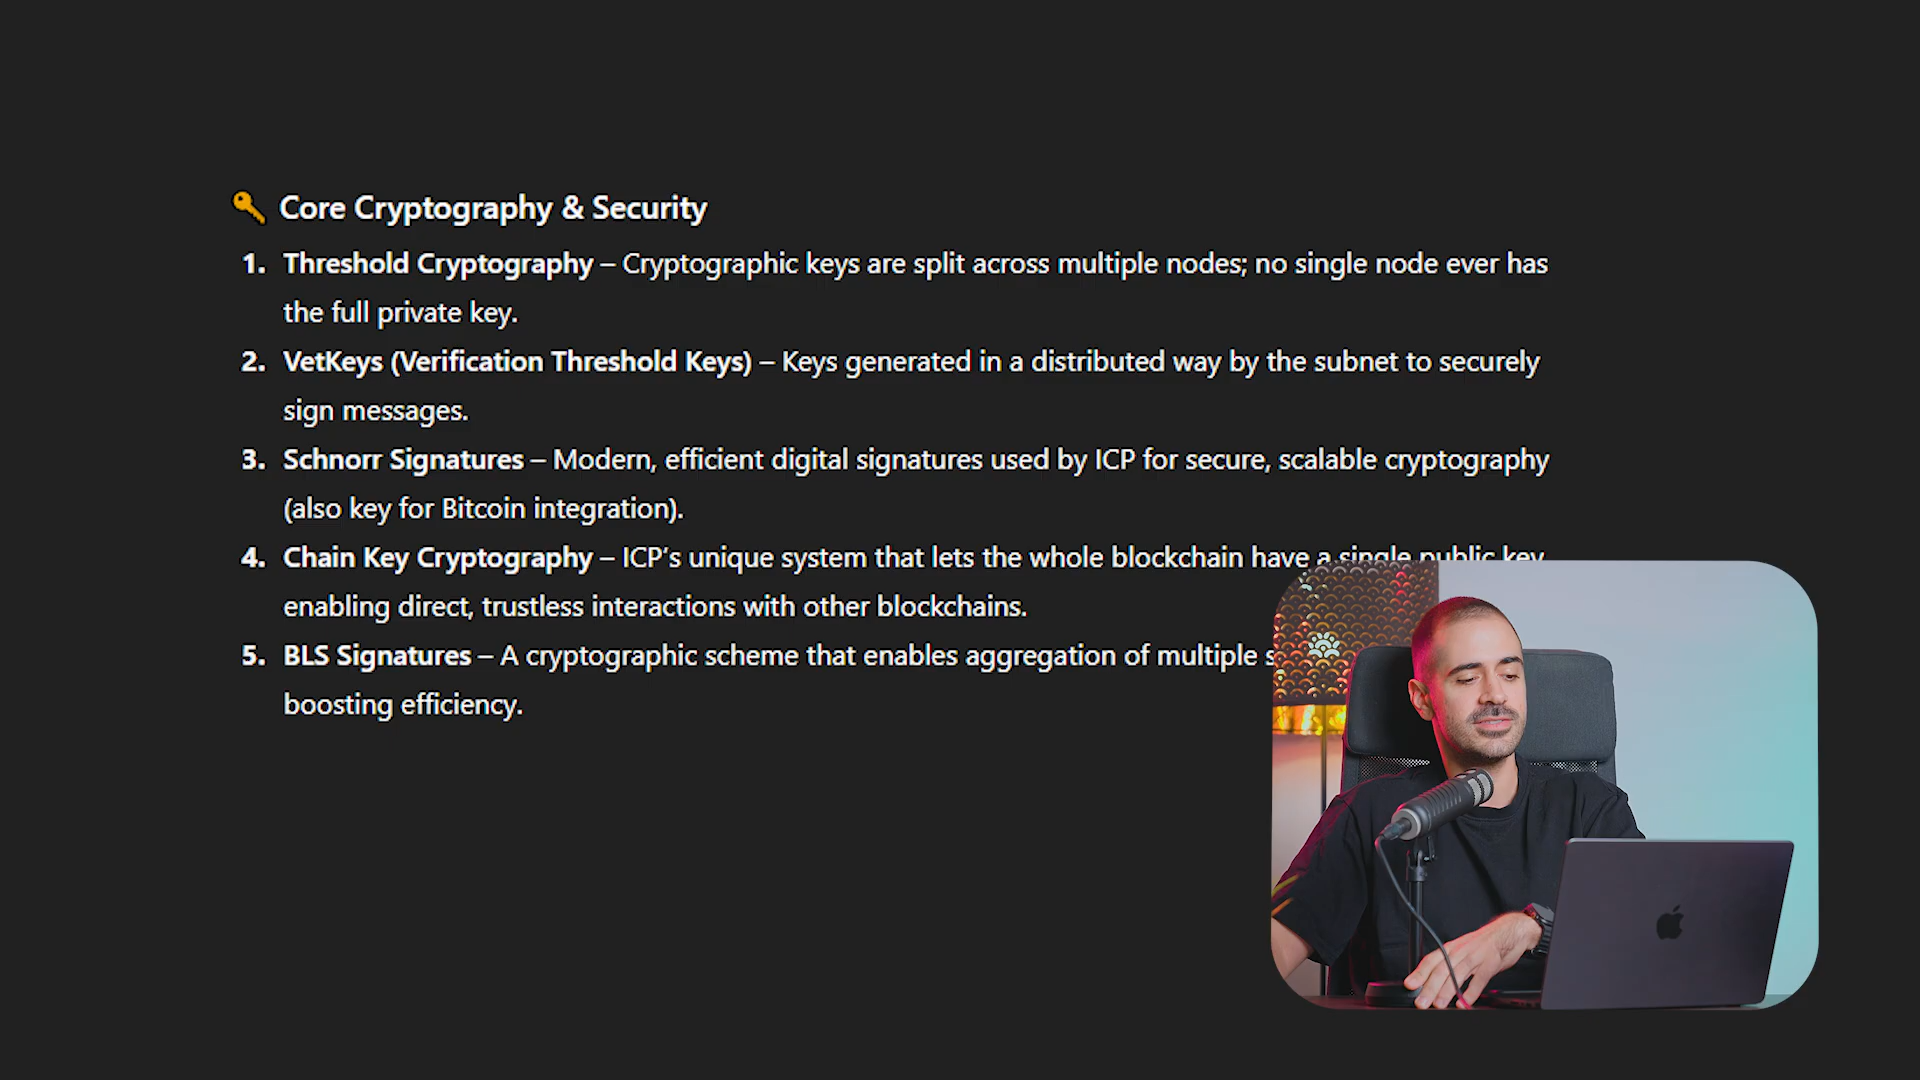 Core Cryptography & Security
1. Threshold Cryptography – Cryptographic keys are split across multiple nodes; no single node ever has
the full private key.
2. VetKeys (Verification Threshold Keys) – Keys generated in a distributed way by the subnet to securely
sign messages.
3. Schnorr Signatures – Modern, efficient digital signatures used by ICP for secure, scalable cryptography
(also key for Bitcoin integration).
4. Chain Key Cryptography – ICP’s unique system that lets the whole blockchain have a single public key
enabling direct, trustless interactions with other blockchains.
5. BLS Signatures – A cryptographic scheme that enables aggregation of multiple
boosting efficiency.